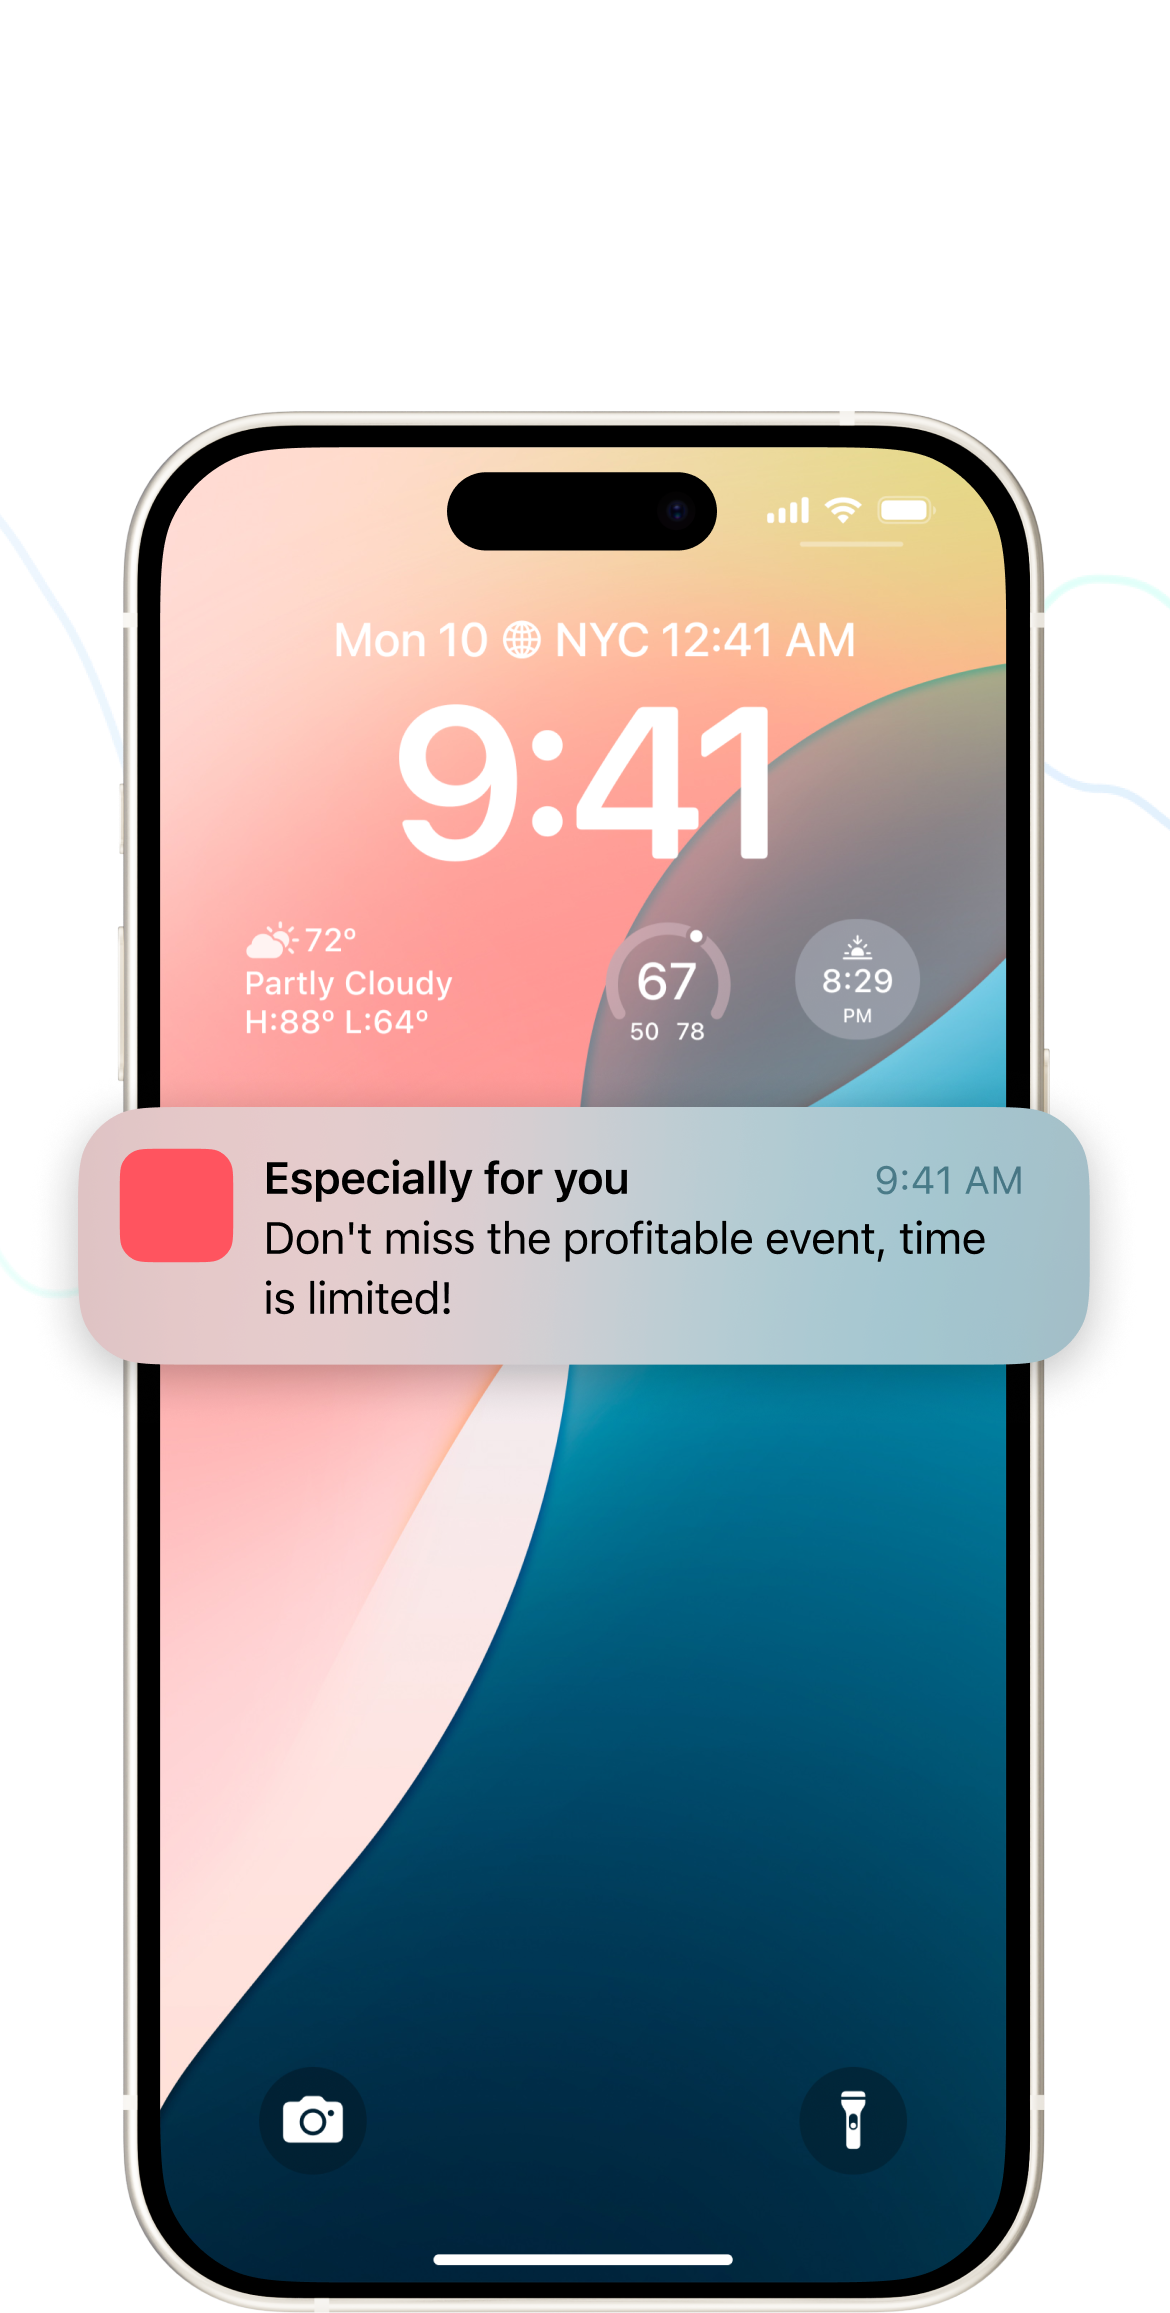 Mon 10 NYC 12:41 AM
9:41
72°
Partly Cloudy
H:88° L:64°
67
50 78
8:29
PM
Especially for you 9:41 AM
Don't miss the profitable event, time
is limited!